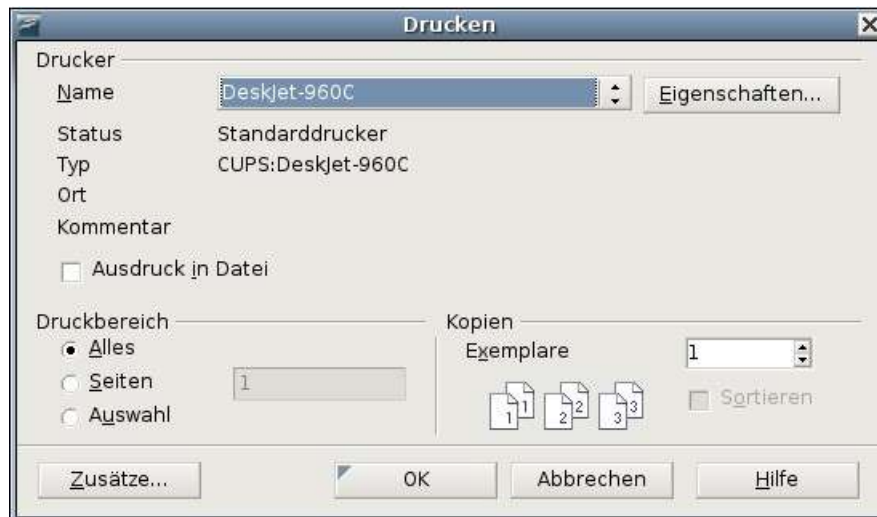 Drucken
Drucker
Name DeskJet-960C Eigenschaften...
Status Standarddrucker
Typ CUPS:DeskJet-960C
Ort
Kommentar
Ausdruck in Datei
Druckbereich
Alles
Seiten 1
Auswahl
Kopien
Exemplare 1
1 1 2 2 3 3
Sortieren
Zusätze... OK Abbrechen Hilfe